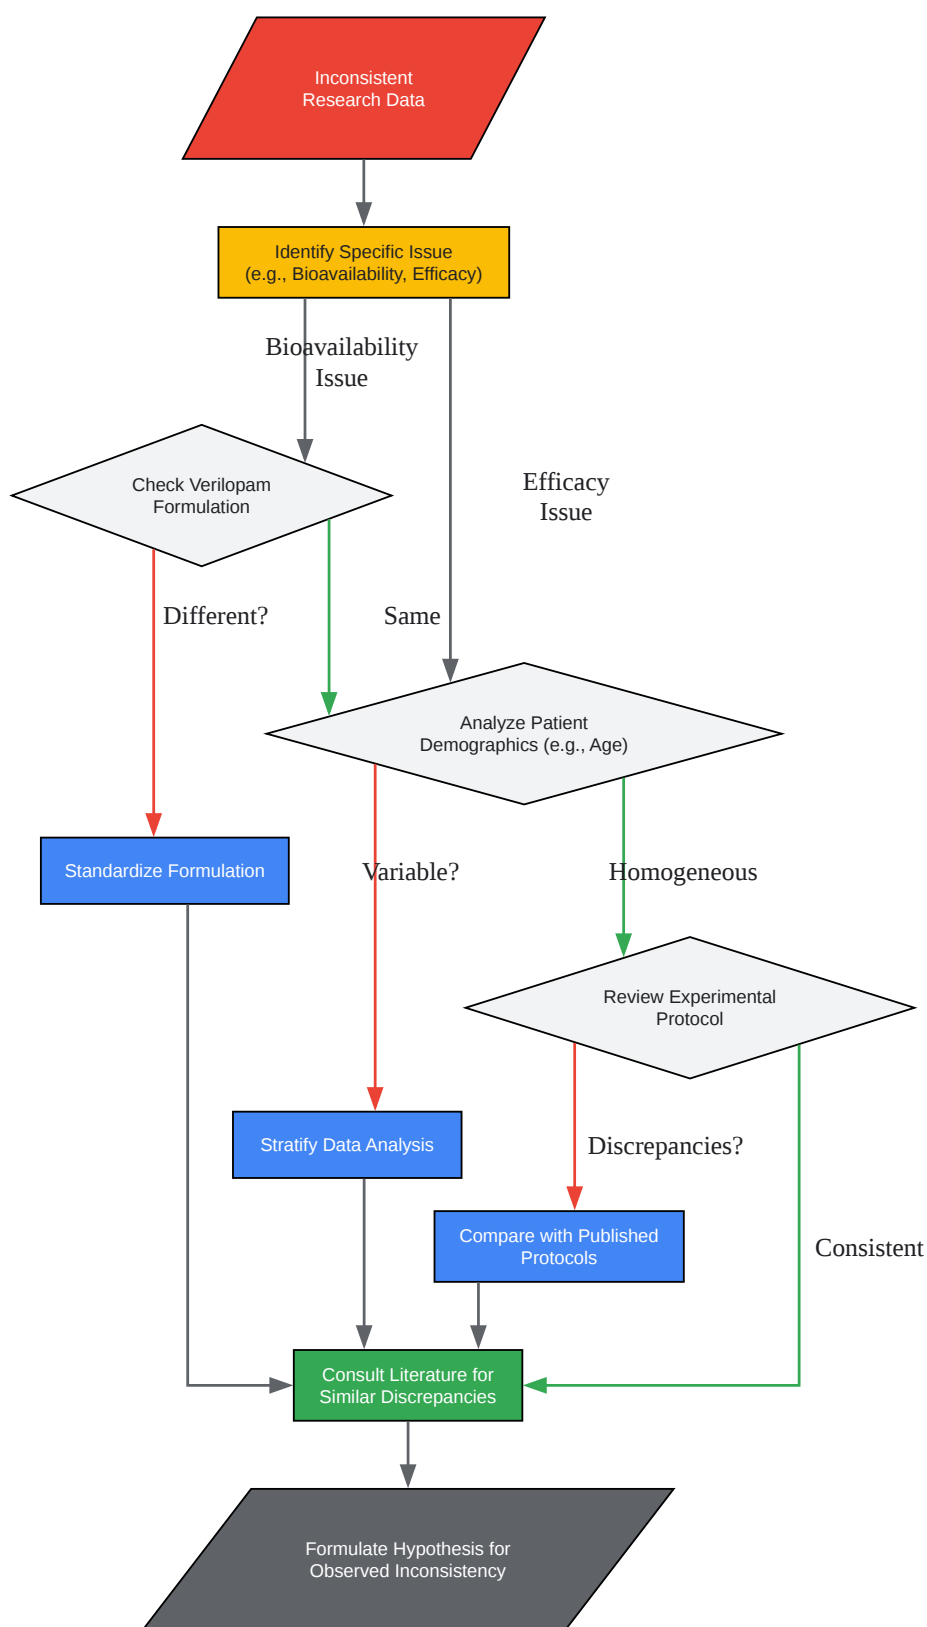 Inconsistent
Research Data
Identify Specific Issue
(e.g., Bioavailability, Efficacy)
Bioavailability
Issue
Check Verilopam
Formulation
Efficacy
Issue
Different?
Same
Analyze Patient
Demographics (e.g., Age)
Standardize Formulation
Variable?
Homogeneous
Review Experimental
Protocol
Stratify Data Analysis
Discrepancies?
Compare with Published
Protocols
Consistent
Consult Literature for
Similar Discrepancies
Formulate Hypothesis for
Observed Inconsistency